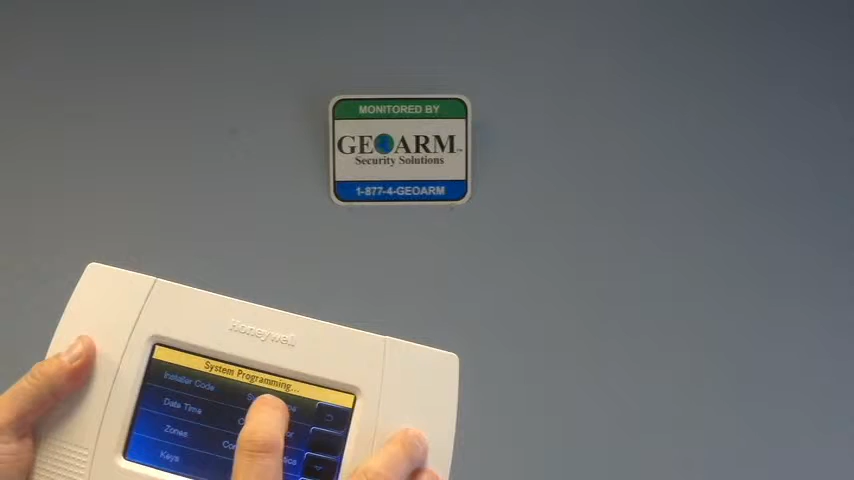 MONITORED BY
GEOARM
Security Solutions
1-877-4-GEOARM
Honeywell
System Programming...
Installer Code
Date Time
Zones
Keys